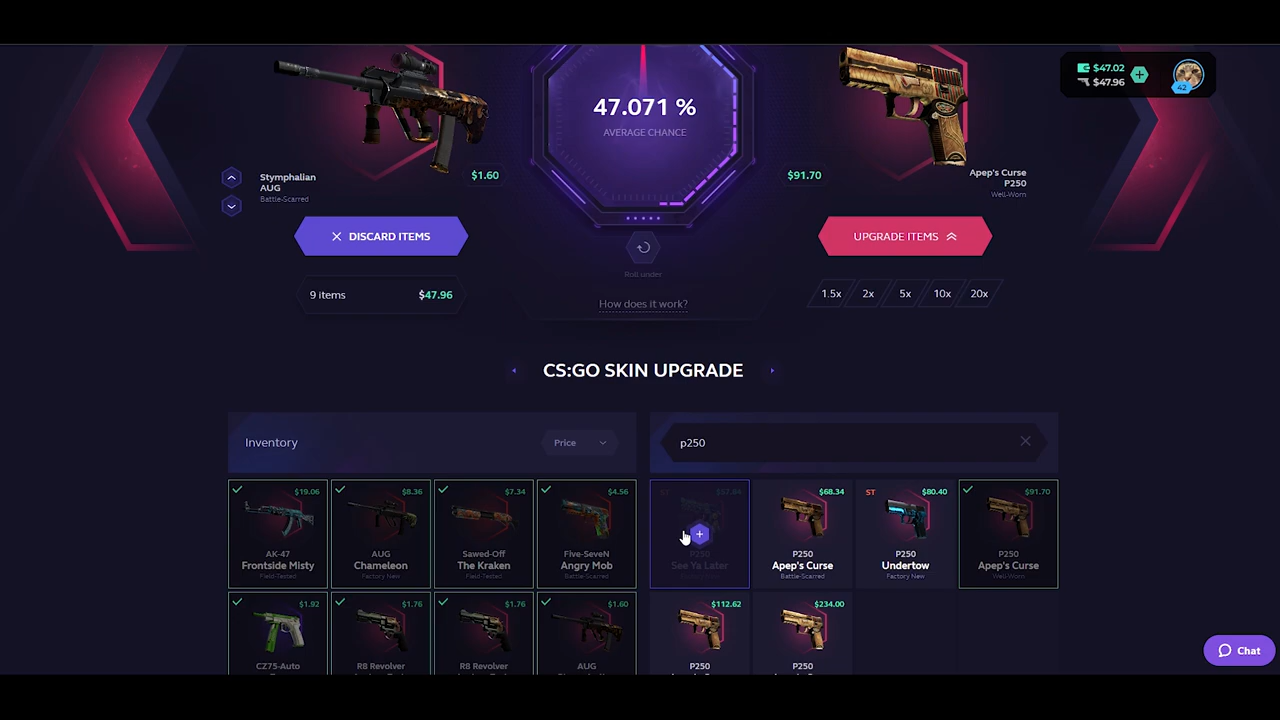 47.071 %
AVERAGE CHANCE
$47.02
$47.96
42
Stymphalian
AUG
Battle-Scarred
$1.60
$91.70
Apep's Curse
P250
Well-Worn
DISCARD ITEMS
UPGRADE ITEMS
Roll under
9 items
$47.96
How does it work?
1.5x
2x
5x
10x
20x
CS:GO SKIN UPGRADE
Inventory
Price
p250
$19.06
AK-47
Frontside Misty
Field-Tested
$8.36
AUG
Chameleon
Factory New
$7.34
Sawed-Off
The Kraken
Field-Tested
$4.56
Five-SeveN
Angry Mob
Battle-Scarred
ST
P250
See Ya Later
$68.34
P250
Apep's Curse
Battle-Scarred
ST
$80.40
P250
Undertow
Factory New
$91.70
P250
Apep's Curse
Well-Worn
$1.92
CZ75-Auto
$1.76
R8 Revolver
$1.76
R8 Revolver
$1.60
AUG
$112.62
P250
$234.00
P250
Chat